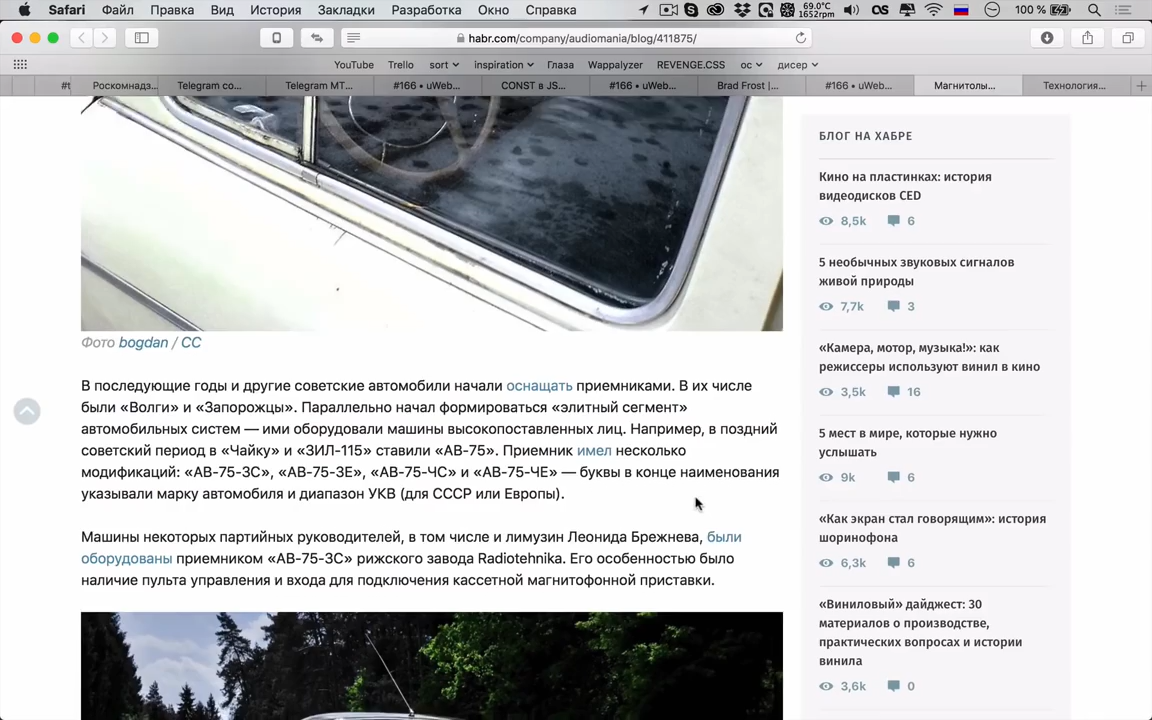 Safari Файл Правка Вид История Закладки Разработка Окно Справка
69.0°C
1652rpm
100 %
habr.com/company/audiomania/blog/411875/
YouTube Trello sort inspiration Глаза Wappalyzer REVENGE.CSS ос дисер
#t Роскомнадз... Telegram co... Telegram MT... #166 • uWeb... CONST в JS... #166 • uWeb... Brad Frost |... #166 • uWeb... Магнитолы... Технология...
Фото bogdan / CC
В последующие годы и другие советские автомобили начали оснащать приемниками. В их числе
были «Волги» и «Запорожцы». Параллельно начал формироваться «элитный сегмент»
автомобильных систем — ими оборудовали машины высокопоставленных лиц. Например, в поздний
советский период в «Чайку» и «ЗИЛ-115» ставили «АВ-75». Приемник имел несколько
модификаций: «АВ-75-ЗС», «АВ-75-ЗЕ», «АВ-75-ЧС» и «АВ-75-ЧЕ» — буквы в конце наименования
указывали марку автомобиля и диапазон УКВ (для СССР или Европы).
Машины некоторых партийных руководителей, в том числе и лимузин Леонида Брежнева, были
оборудованы приемником «АВ-75-ЗС» рижского завода Radiotehnika. Его особенностью было
наличие пульта управления и входа для подключения кассетной магнитофонной приставки.
БЛОГ НА ХАБРЕ
Кино на пластинках: история
видеодисков CED
8,5k 6
5 необычных звуковых сигналов
живой природы
7,7k 3
«Камера, мотор, музыка!»: как
режиссеры используют винил в кино
3,5k 16
5 мест в мире, которые нужно
услышать
9k 6
«Как экран стал говорящим»: история
шоринофона
6,3k 6
«Виниловый» дайджест: 30
материалов о производстве,
практических вопросах и истории
винила
3,6k 0